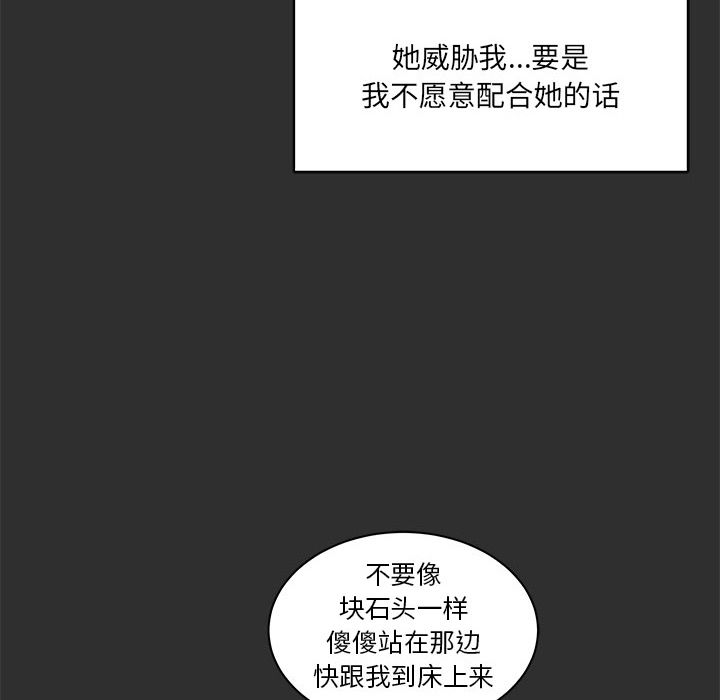 她威胁我...要是
我不愿意配合她的话
不要像
块石头一样
傻傻站在那边
快跟我到床上来